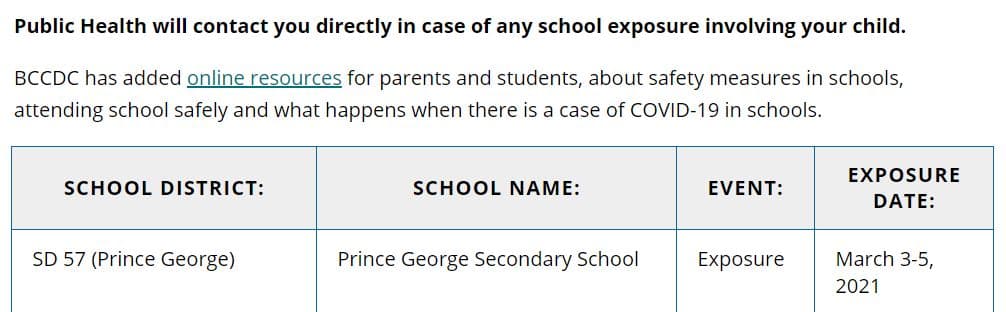 Public Health will contact you directly in case of any school exposure involving your child.
BCCDC has added online resources for parents and students, about safety measures in schools,
attending school safely and what happens when there is a case of COVID-19 in schools.
SCHOOL DISTRICT:
SCHOOL NAME:
EVENT:
EXPOSURE
DATE:
SD 57 (Prince George)
Prince George Secondary School
Exposure
March 3-5,
2021